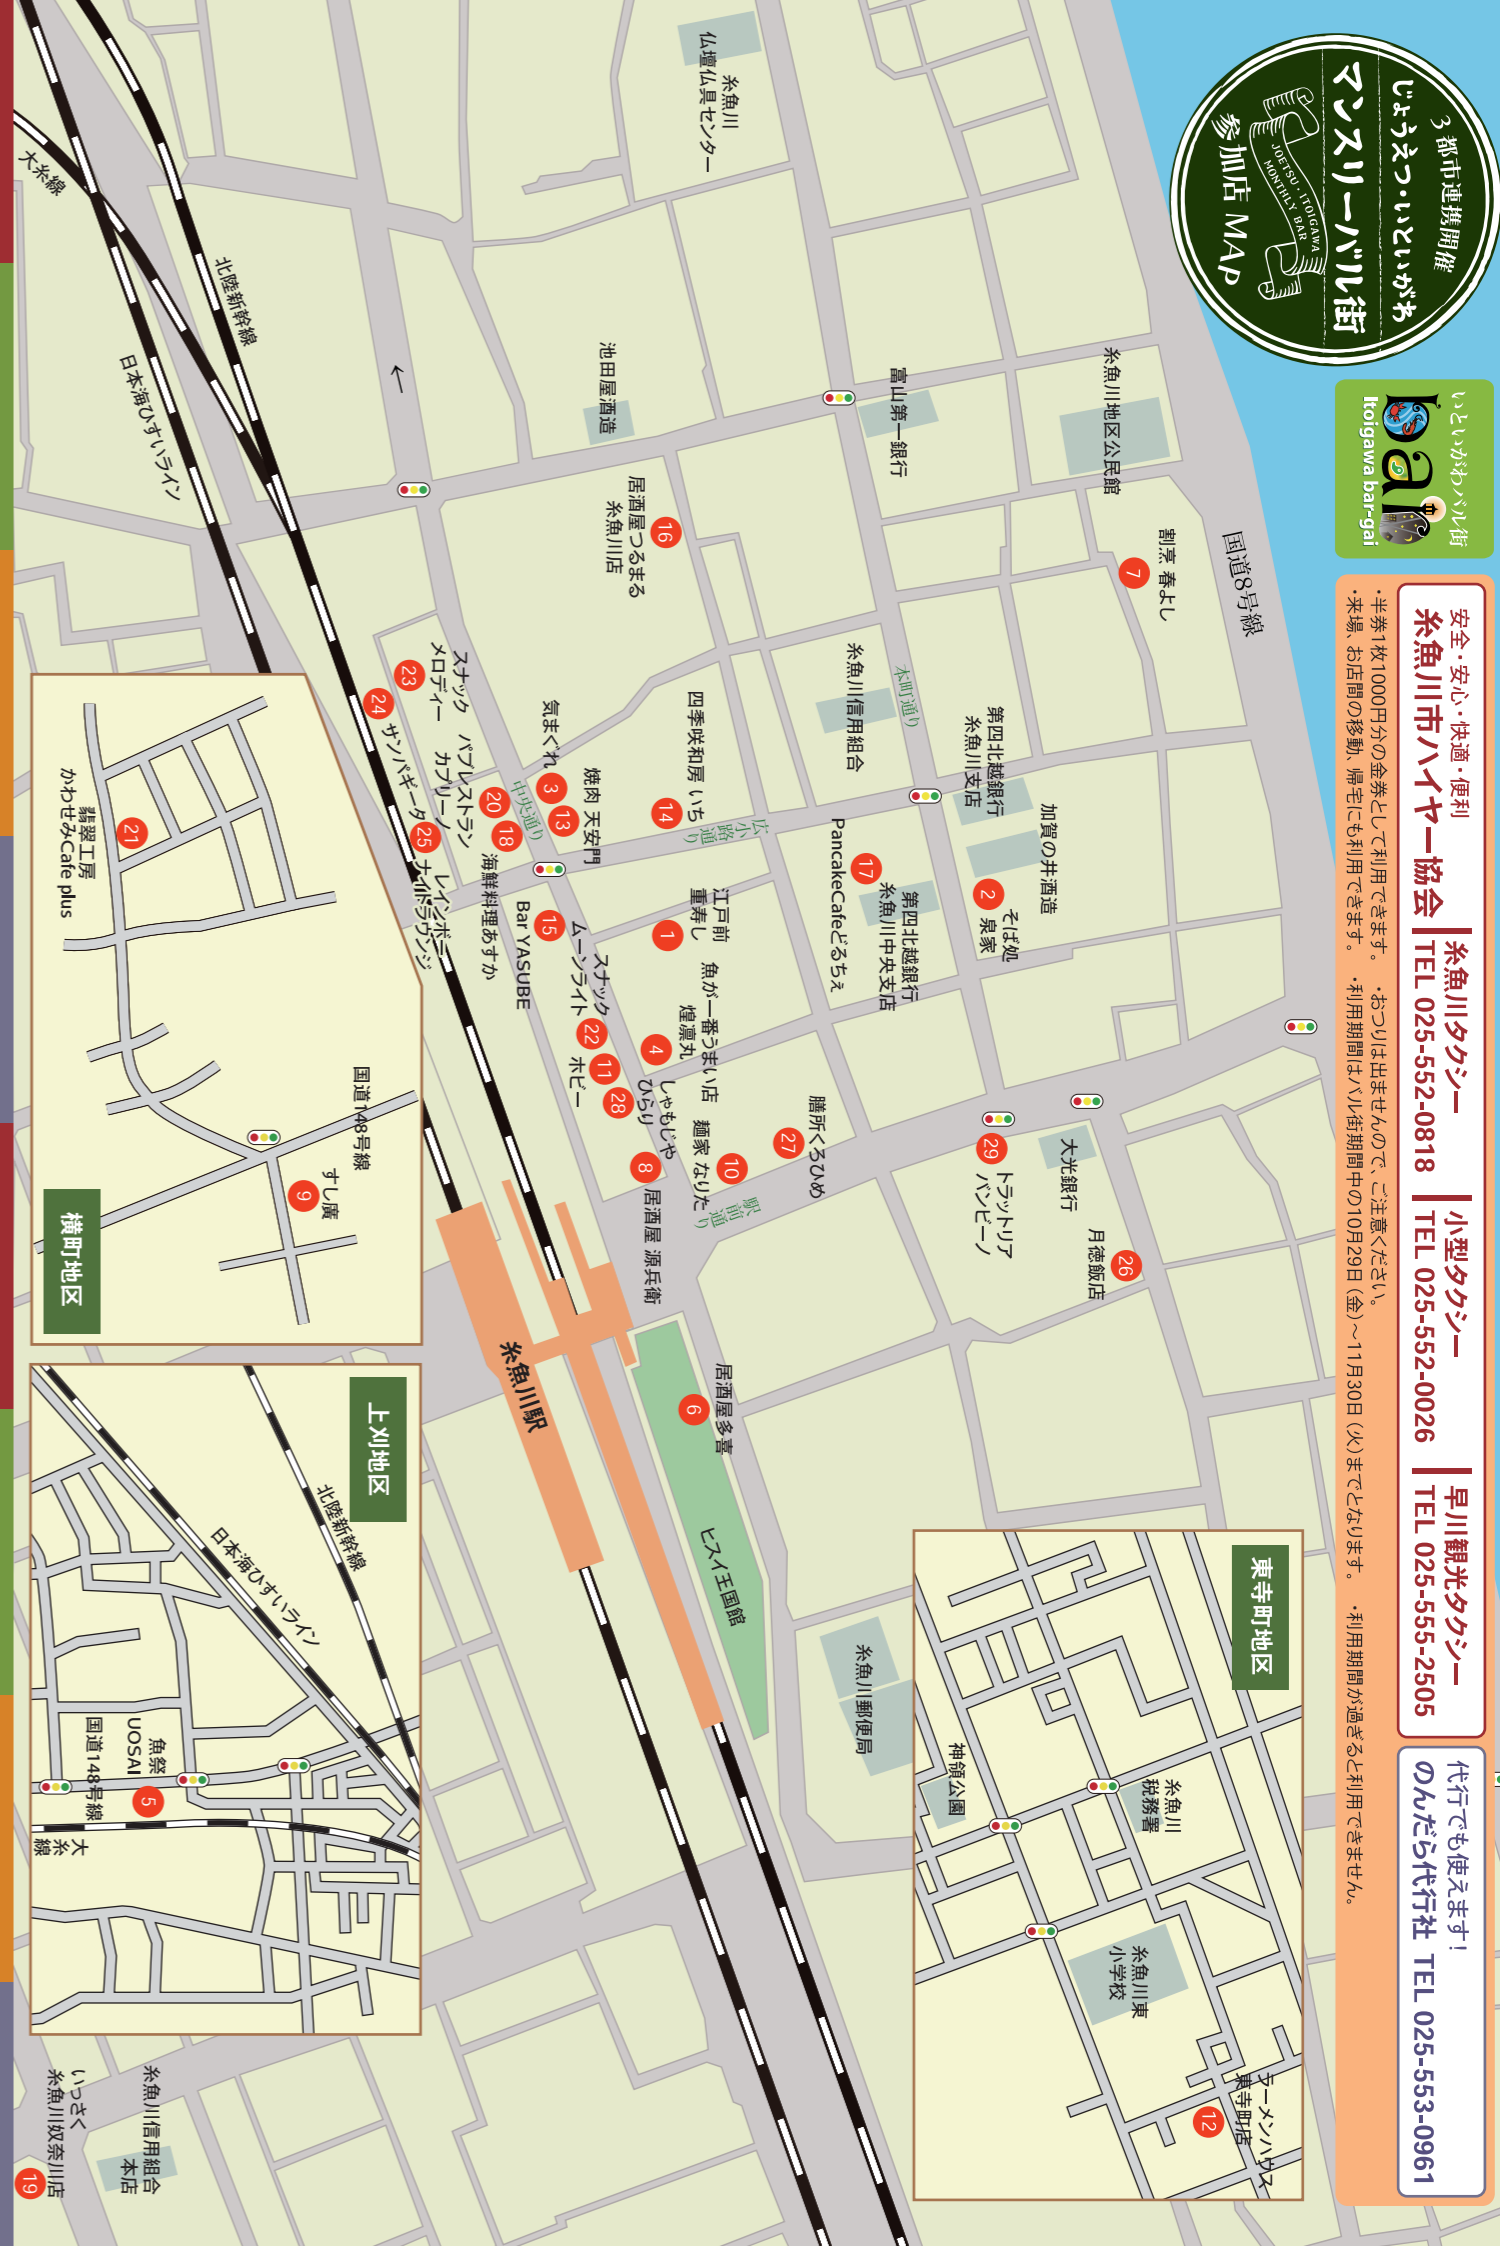 3都市連携開催
じょうえつ・いといがわ
マンスリーバル街
JOETSU・ITOIGAWA
MONTHLY BAR
参加店 MAP
いといがわバル街
bar
Itoigawa bar-gai
安全・安心・快適・便利
糸魚川市ハイヤー協会
糸魚川タクシー
TEL 025-552-0818
小型タクシー
TEL 025-552-0026
早川観光タクシー
TEL 025-555-2505
代行でも使えます!
のんだら代行社 TEL 025-553-0961
・半券1枚1000円分の金券として利用できます。 ・おつりは出ませんので、ご注意ください。
・来場、お店間の移動、帰宅にも利用できます。 ・利用期間はバル街期間中の10月29日(金)〜11月30日(火)までとなります。 ・利用期間が過ぎると利用できません。
国道8号線
糸魚川地区公民館
割烹 春よし
7
富山第一銀行
糸魚川
仏壇仏具センター
池田屋酒造
16
居酒屋つるまる
糸魚川店
糸魚川信用組合
本町通り
第四北越銀行
糸魚川支店
加賀の井酒造
2
そば処
泉家
17
第四北越銀行
糸魚川中央支店
PancakeCafeどるちぇ
四季咲和房 いち
14
広小路通り
江戸前
重寿し
1
魚が一番うまい店
煌凛丸
4
膳所くろひめ
27
10
麺家 なりた
駅前通り
しゃもじや
ひらり
28
8
居酒屋 源兵衛
29
トラットリア
バンビーノ
大光銀行
月徳飯店
26
気まぐれ
3
焼肉 天安門
13
中央通り
スナック
メロディー
23
24
サンパギータ
パブレストラン
カプリーノ
20
18
海鮮料理あすか
25
レインボー
ナイトラウンジ
15
Bar YASUBE
スナック
ムーンライト
22
11
ホビー
北陸新幹線
大糸線
日本海ひすいライン
←
糸魚川駅
居酒屋多喜
6
ヒスイ王国館
糸魚川郵便局
横町地区
翡翠工房
かわせみCafe plus
21
国道148号線
すし廣
9
上刈地区
北陸新幹線
日本海ひすいライン
魚祭
UOSAI
5
国道148号線
大糸線
東寺町地区
神領公園
糸魚川
税務署
糸魚川東
小学校
ラーメンハウス
東寺町店
12
糸魚川信用組合
本店
いっさく
糸魚川奴奈川店
19